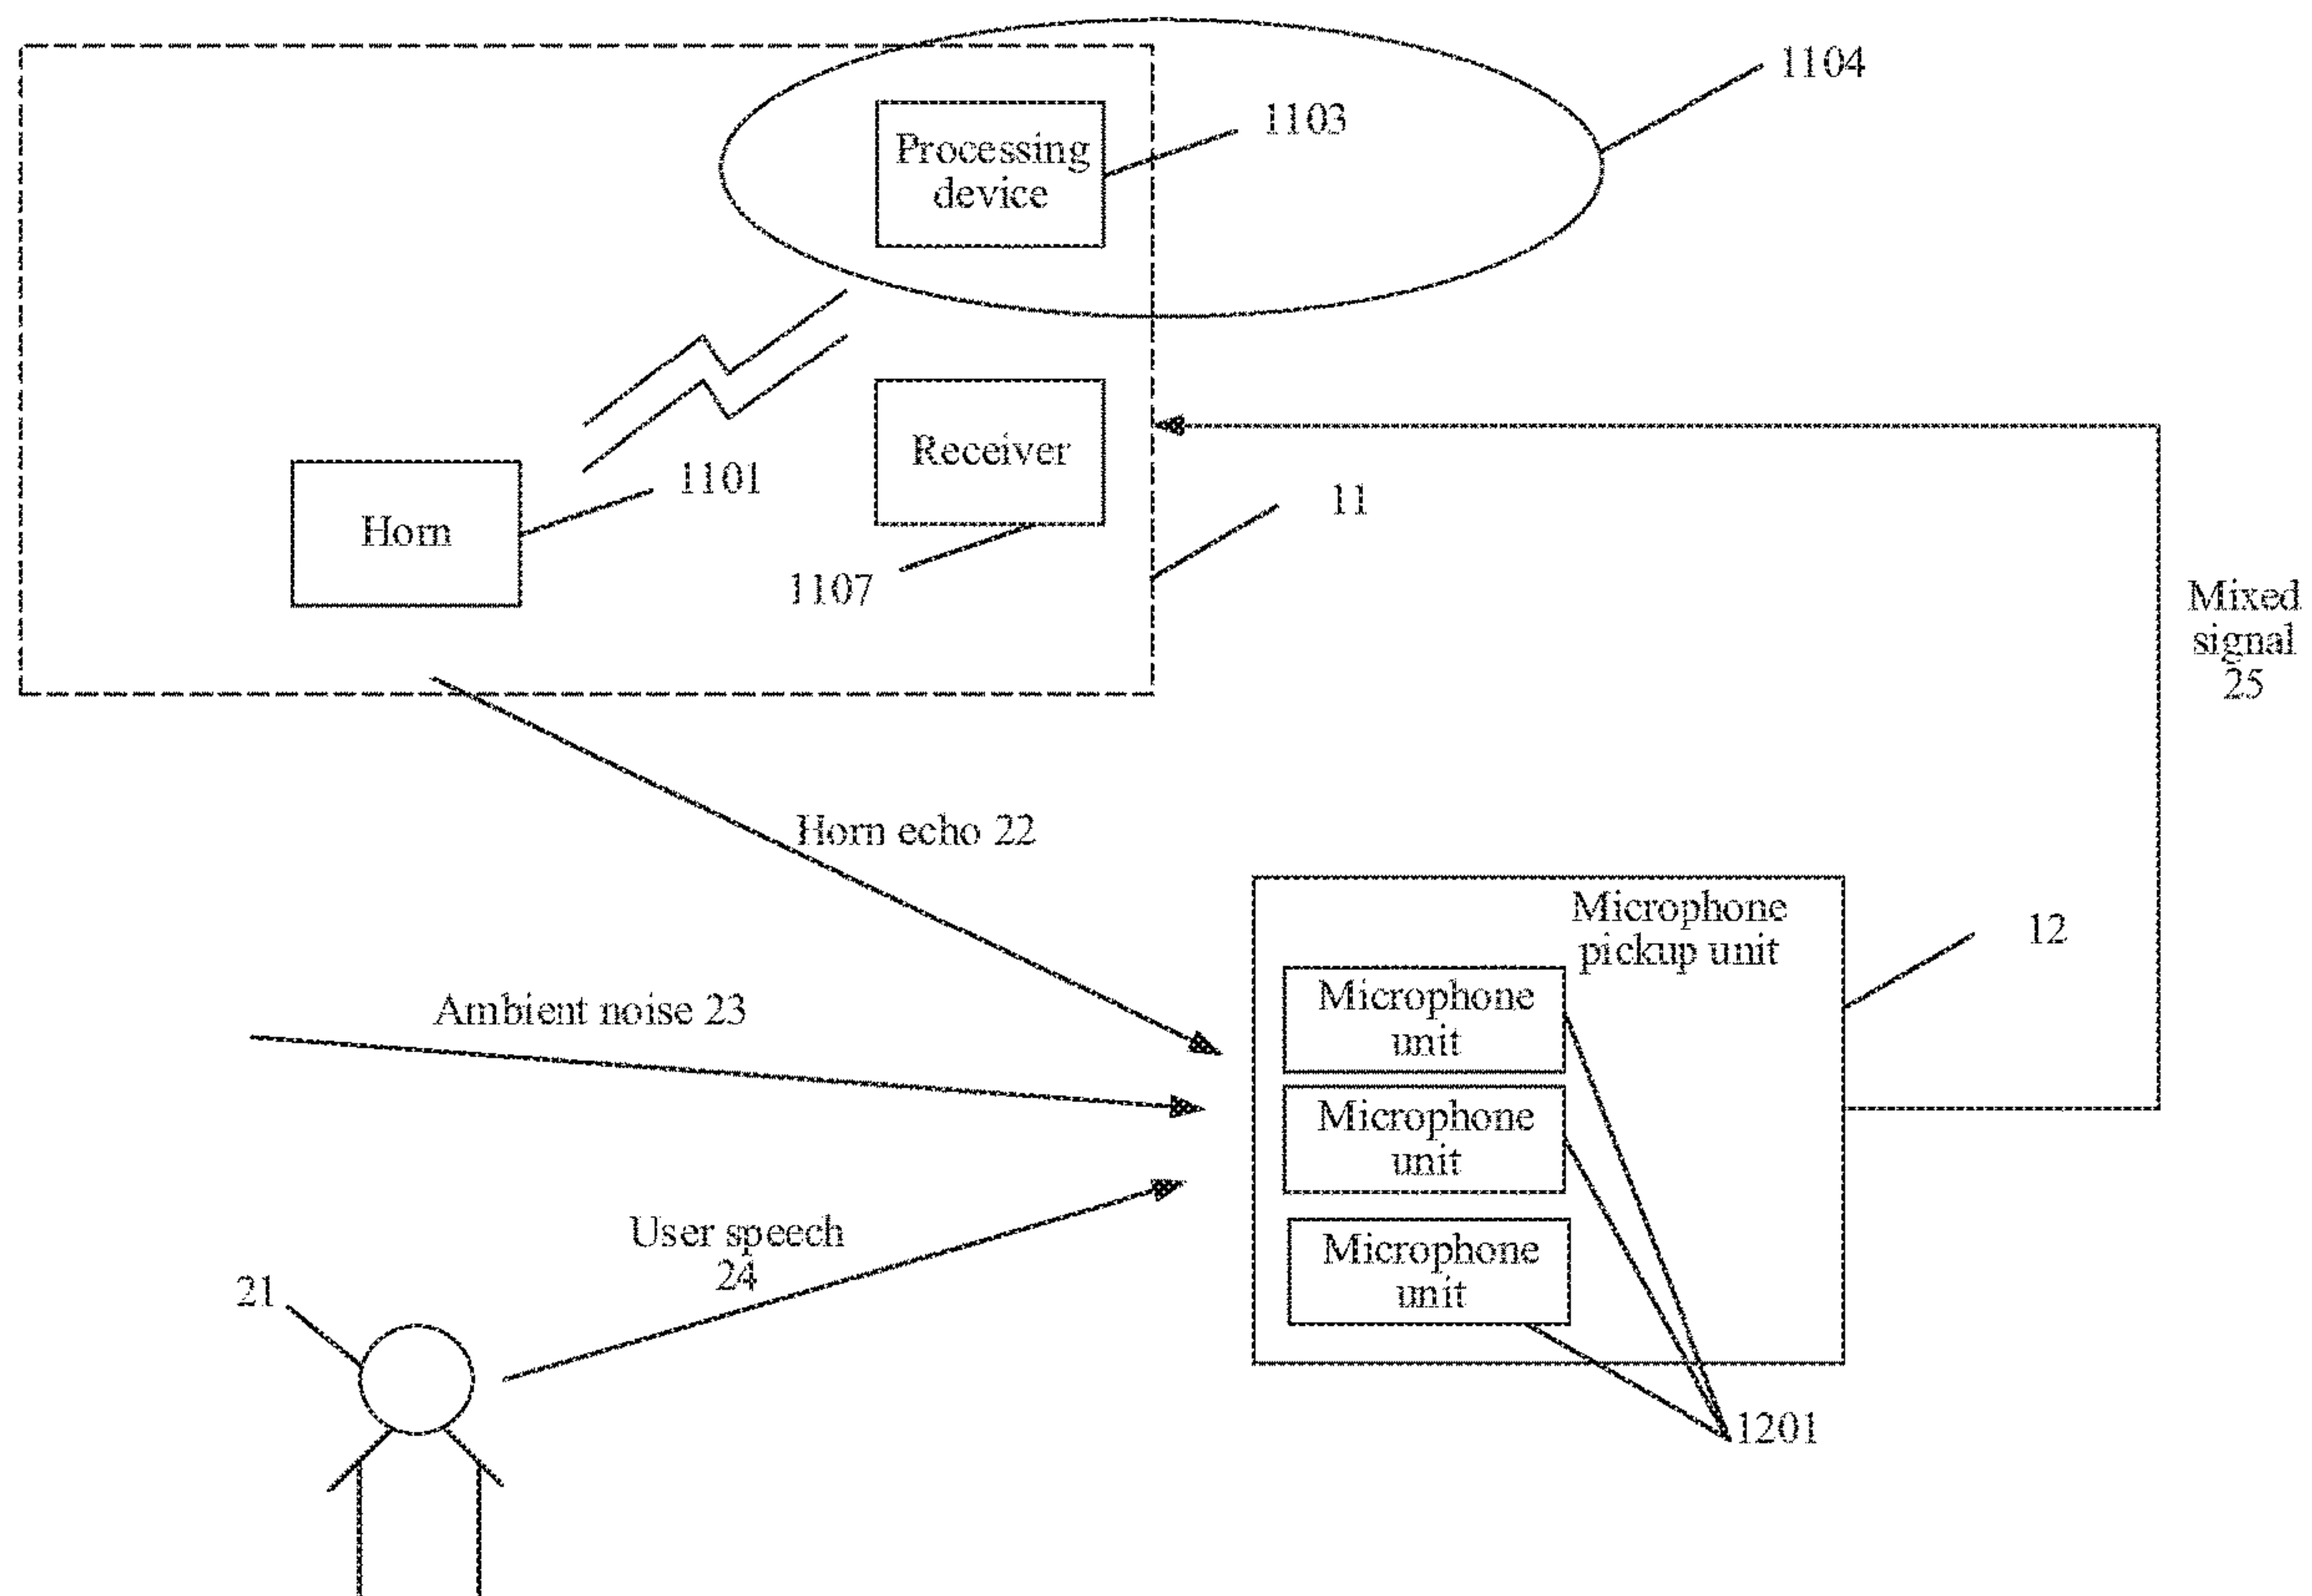 1104
1103
Processing
device
Receiver
1101
Horn
11
1107
Mixed
signal
25
Horn echo 22
Microphone
pickup unit
12
Microphone
unit
Ambient noise 23
Microphone
unit
User speech
24
Microphone
unit
21
1201